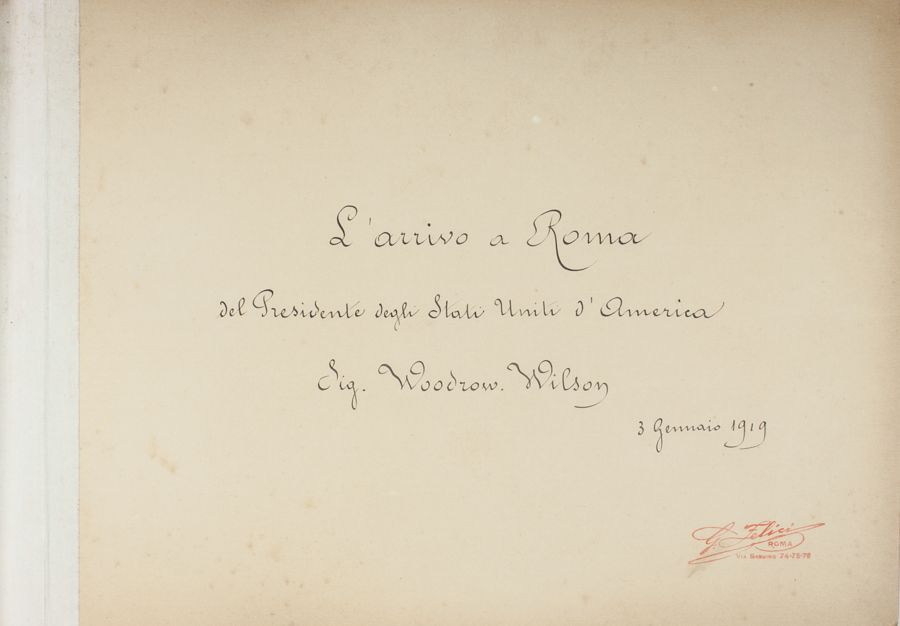 L'arrivo a Roma
del Presidente degli Stati Uniti d'America
Sig. Woodrow. Wilson
3 Gennaio 1919
G. Felici
ROMA
VIA BABUINO 74-75-76